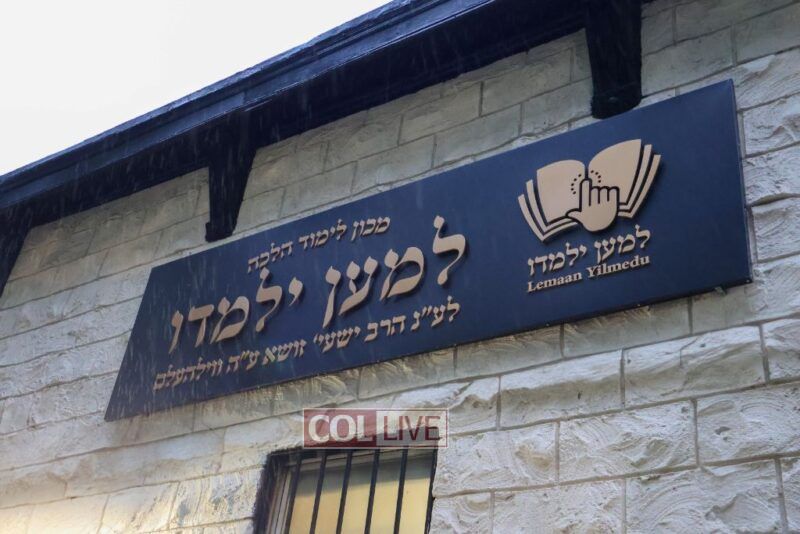 מכון לימוד הלכה
למען ילמדו
לע"נ הרב ישעי' זושא ע"ה ווילהעלם
למען ילמדו
Lemaan Yilmedu
COL LIVE